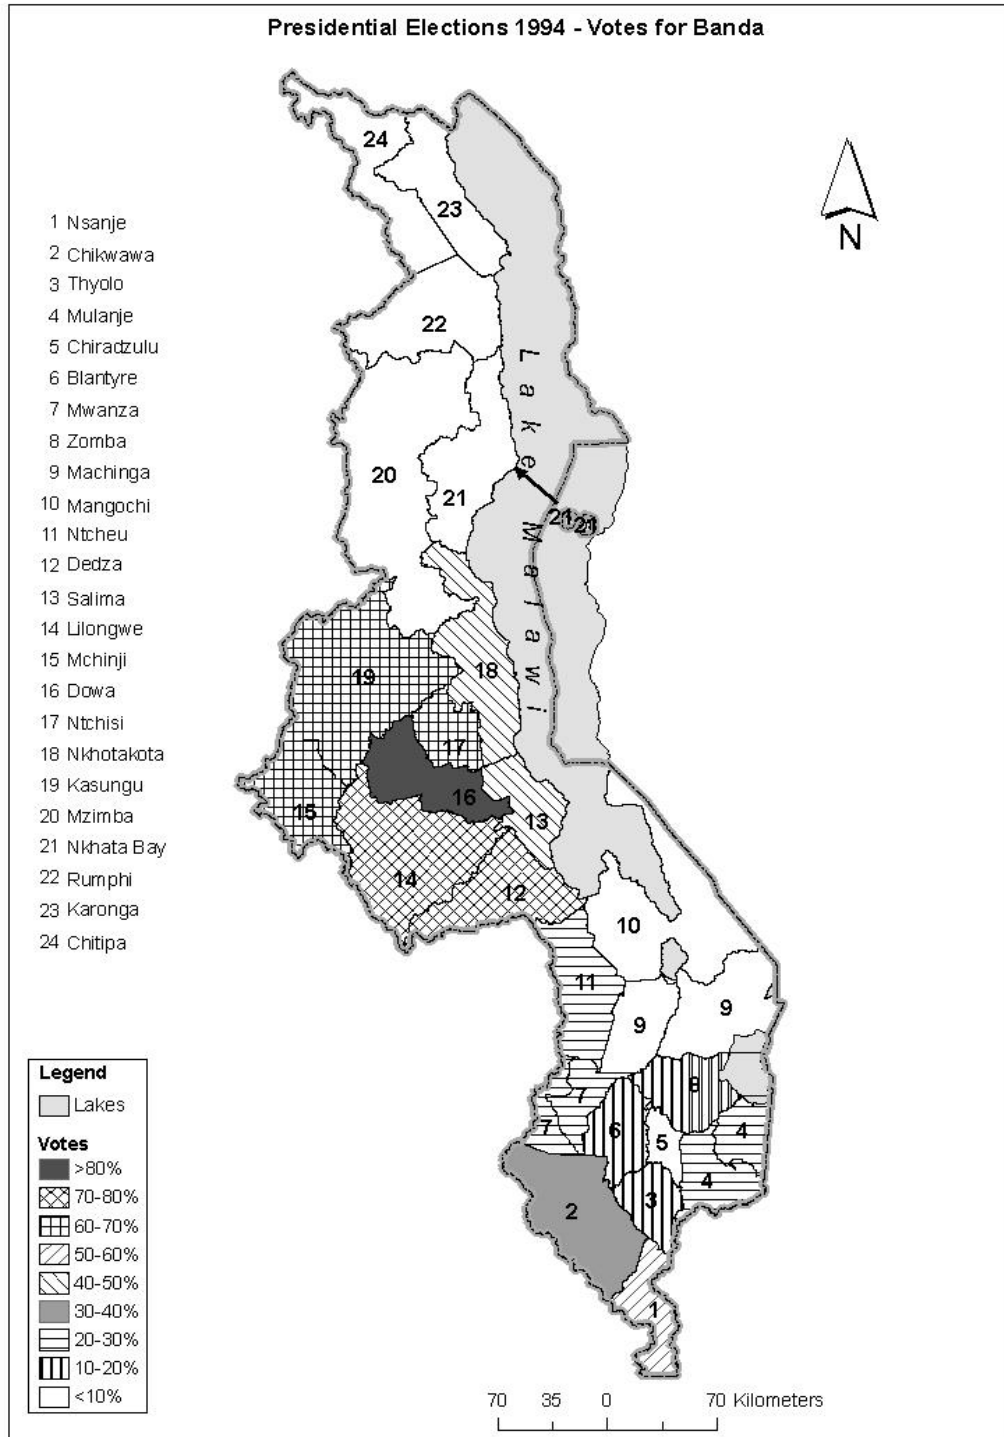 Presidential Elections 1994 - Votes for Banda
24
23
N
1 Nsanje
2 Chikwawa
3 Thyolo
4 Mulanje
5 Chiradzulu
6 Blantyre
7 Mwanza
8 Zomba
9 Machinga
10 Mangochi
11 Ntcheu
12 Dedza
13 Salima
14 Lilongwe
15 Mchinji
16 Dowa
17 Ntchisi
18 Nkhotakota
19 Kasungu
20 Mzimba
21 Nkhata Bay
22 Rumphi
23 Karonga
24 Chitipa
22
Lake Malawi
20
21
21
21
18
19
17
16
15
13
14
12
10
11
9
9
8
7
7
6
5
4
4
3
2
1
Legend
Lakes
Votes
>80%
70-80%
60-70%
50-60%
40-50%
30-40%
20-30%
10-20%
<10%
70 35 0 70 Kilometers